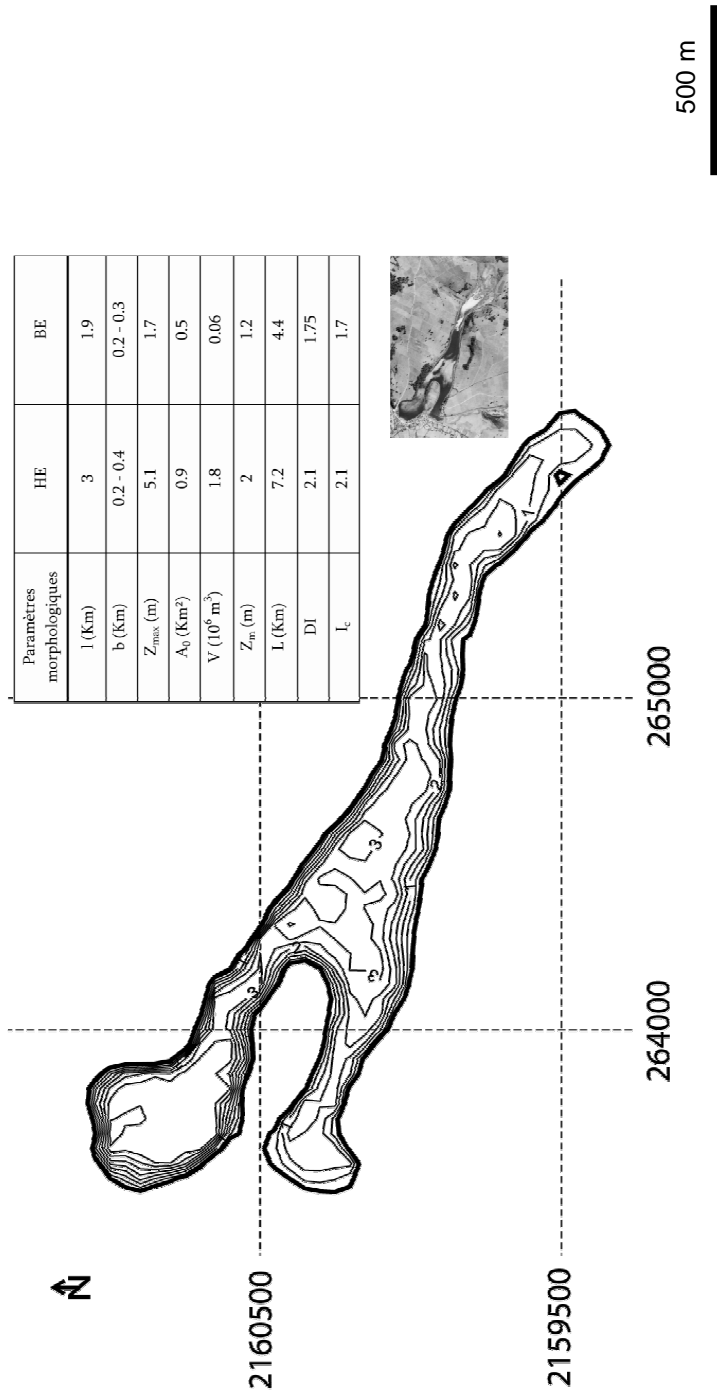 500 m
Paramètres
morphologiques
HE
BE
l (Km)
3
1.9
b (Km)
0.2 - 0.4
0.2 - 0.3
Zmax (m)
5.1
1.7
A0 (Km²)
0.9
0.5
V (10⁶ m³)
1.8
0.06
Zm (m)
2
1.2
L (Km)
7.2
4.4
DI
2.1
1.75
Ic
2.1
1.7
N
2160500
2159500
264000
265000
3
3
3
2
1